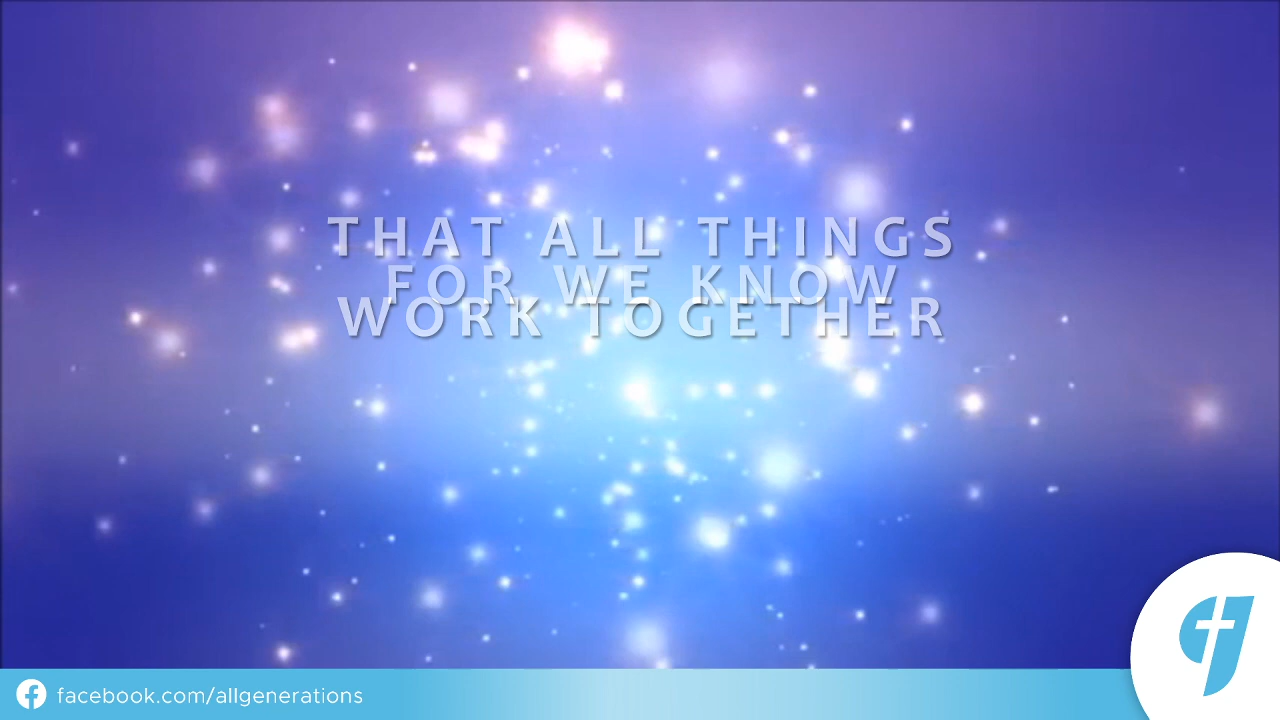 THAT ALL THINGS
FOR WE KNOW
WORK TOGETHER
facebook.com/allgenerations